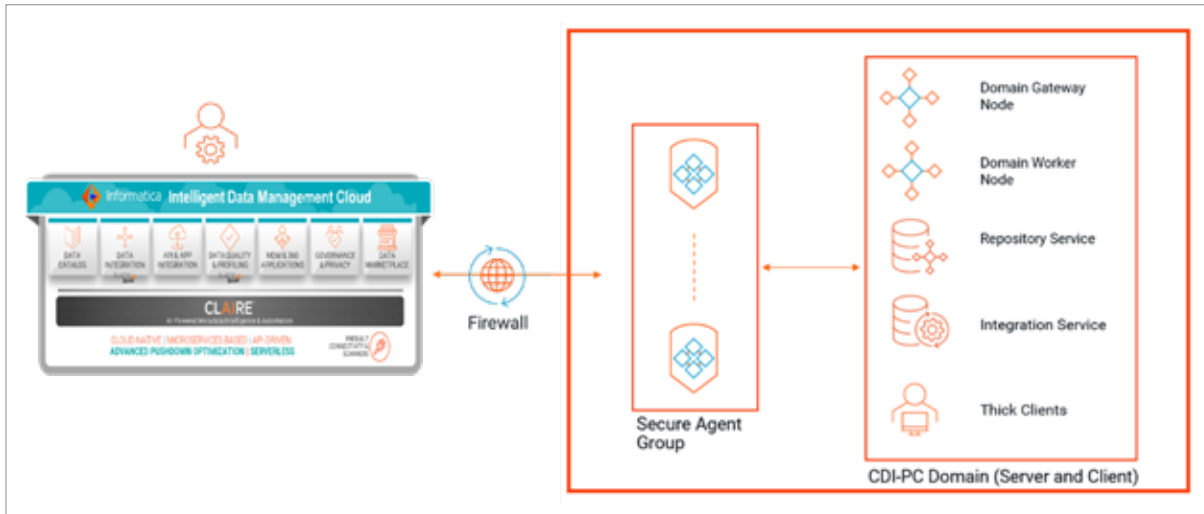 Informatica Intelligent Data Management Cloud
DATA
CATALOG
DATA
INTEGRATION
API & APP
INTEGRATION
DATA QUALITY
& PROFILING
MDM & 360
APPLICATIONS
GOVERNANCE
& PRIVACY
DATA
MARKETPLACE
CLAIRE
CLOUD NATIVE | MICROSERVICES BASED | API-DRIVEN
ADVANCED PUSHDOWN OPTIMIZATION | SERVERLESS
CONNECTIVITY &
SCANNERS
Firewall
Secure Agent
Group
Domain Gateway
Node
Domain Worker
Node
Repository Service
Integration Service
Thick Clients
CDI-PC Domain (Server and Client)